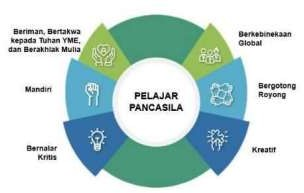 Beriman, Bertakwa
kepada Tuhan YME,
dan Berakhlak Mulia
Berkebinekaan
Global
Mandiri
PELAJAR
PANCASILA
Bergotong
Royong
Bernalar
Kritis
Kreatif